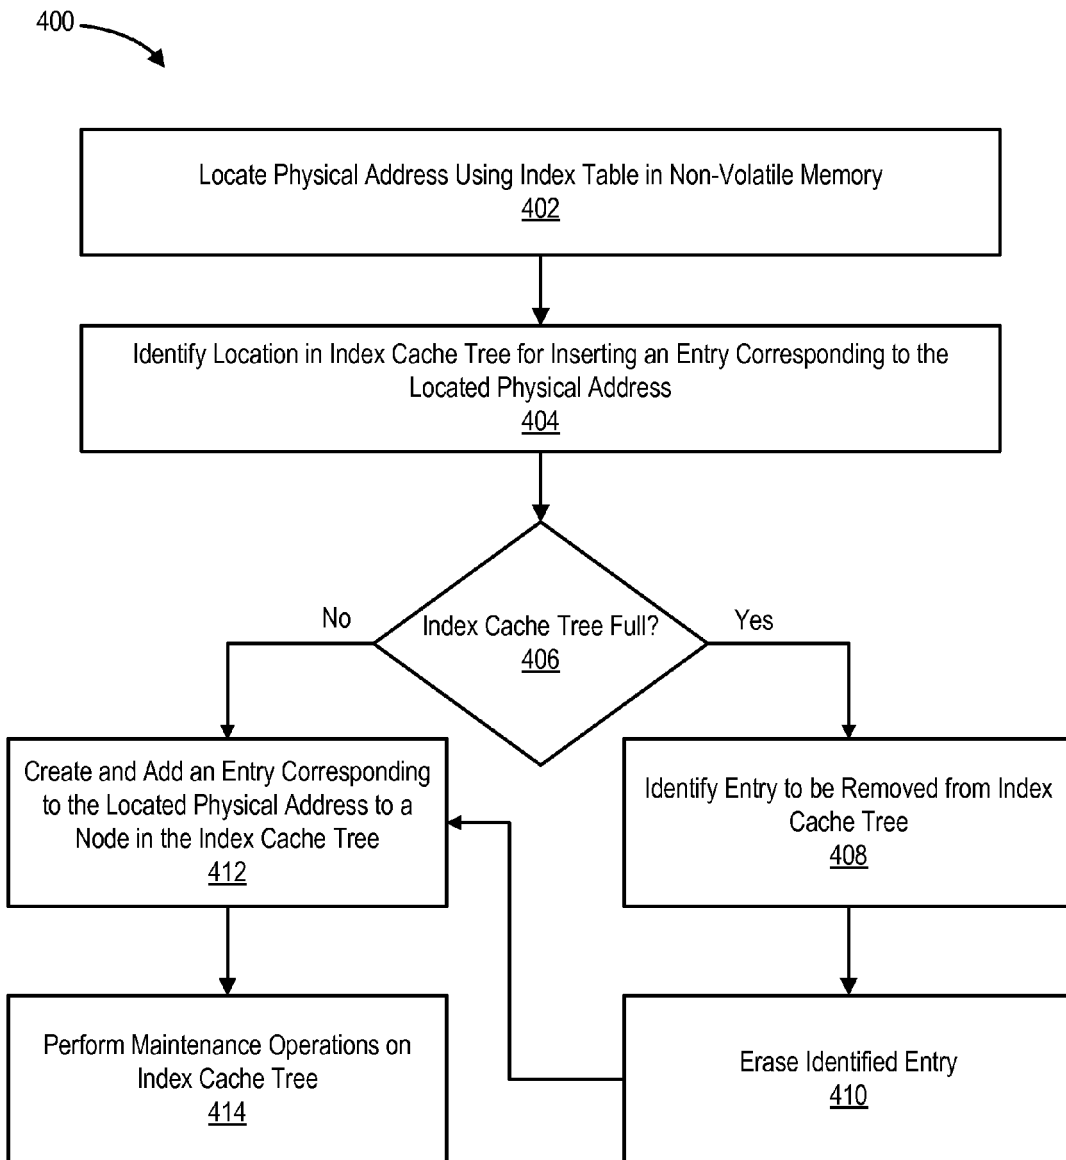 400
Locate Physical Address Using Index Table in Non-Volatile Memory
402
Identify Location in Index Cache Tree for Inserting an Entry Corresponding to the
Located Physical Address
404
No
Index Cache Tree Full?
406
Yes
Create and Add an Entry Corresponding
to the Located Physical Address to a
Node in the Index Cache Tree
412
Identify Entry to be Removed from Index
Cache Tree
408
Perform Maintenance Operations on
Index Cache Tree
414
Erase Identified Entry
410